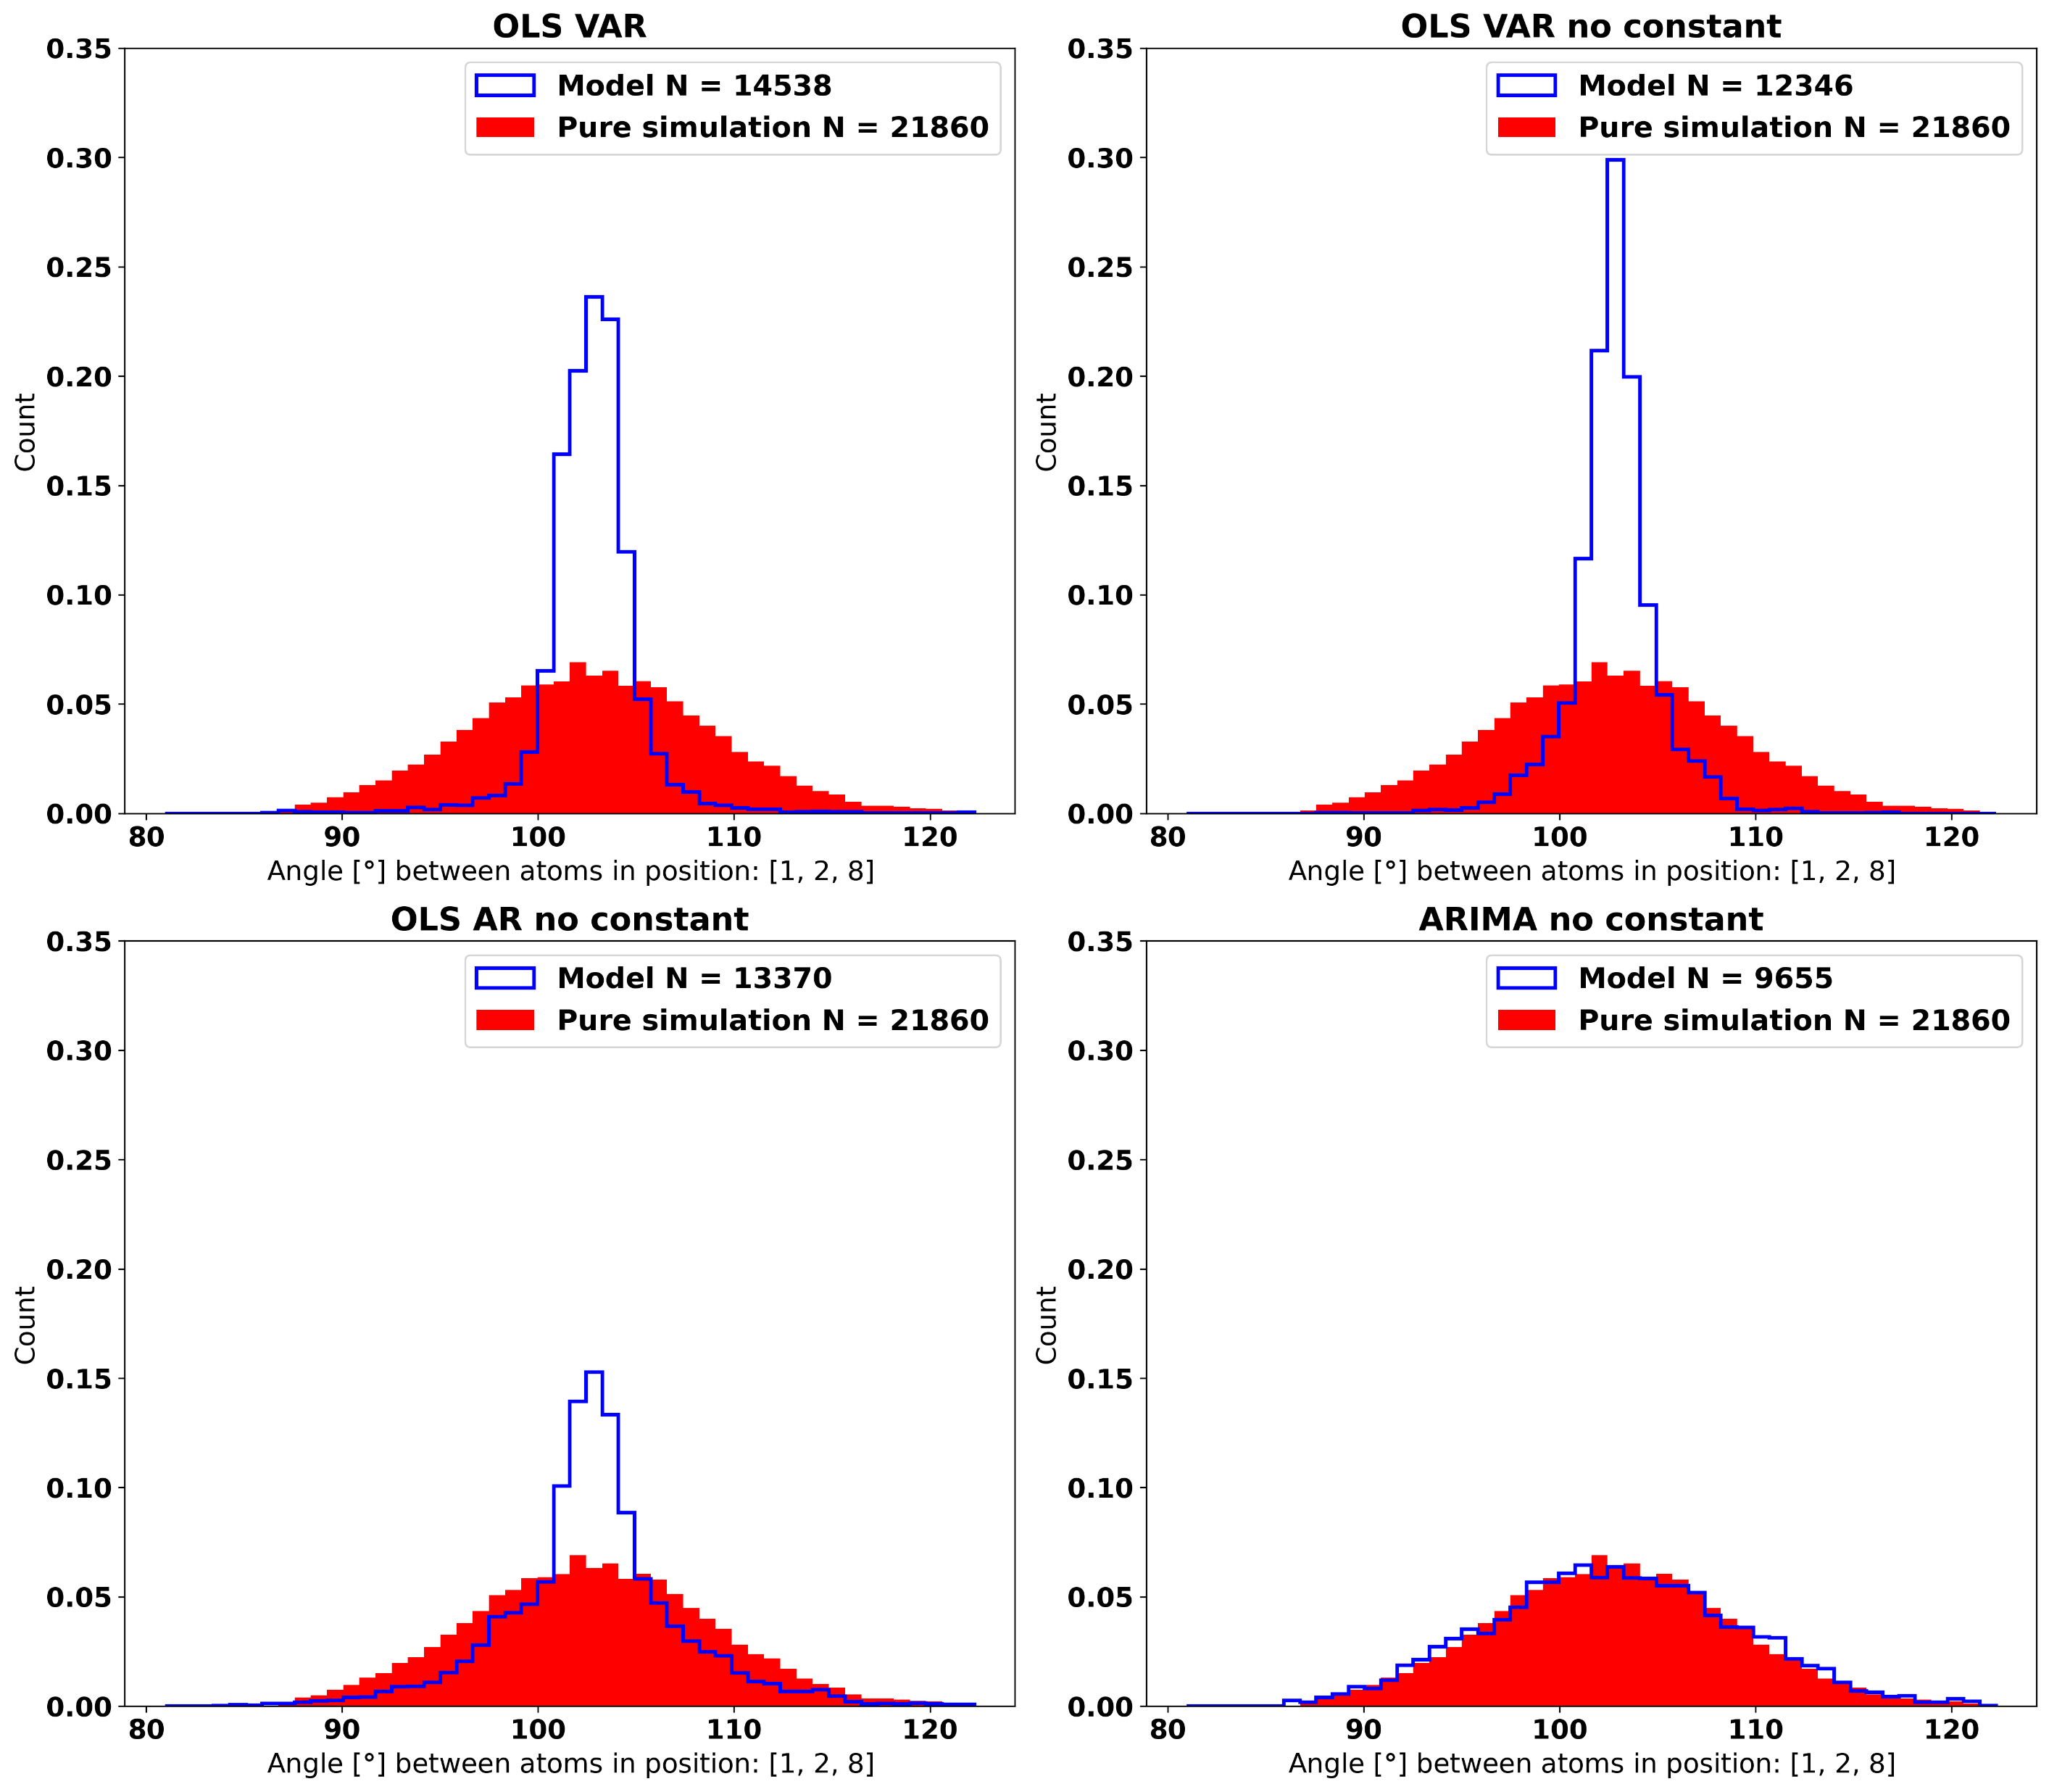 OLS VAR
0.35
0.30
0.25
0.20
0.15
0.10
0.05
0.00
Count
Model N = 14538
Pure simulation N = 21860
80 90 100 110 120
Angle [°] between atoms in position: [1, 2, 8]
OLS VAR no constant
0.35
0.30
0.25
0.20
0.15
0.10
0.05
0.00
Count
Model N = 12346
Pure simulation N = 21860
80 90 100 110 120
Angle [°] between atoms in position: [1, 2, 8]
OLS AR no constant
0.35
0.30
0.25
0.20
0.15
0.10
0.05
0.00
Count
Model N = 13370
Pure simulation N = 21860
80 90 100 110 120
Angle [°] between atoms in position: [1, 2, 8]
ARIMA no constant
0.35
0.30
0.25
0.20
0.15
0.10
0.05
0.00
Count
Model N = 9655
Pure simulation N = 21860
80 90 100 110 120
Angle [°] between atoms in position: [1, 2, 8]